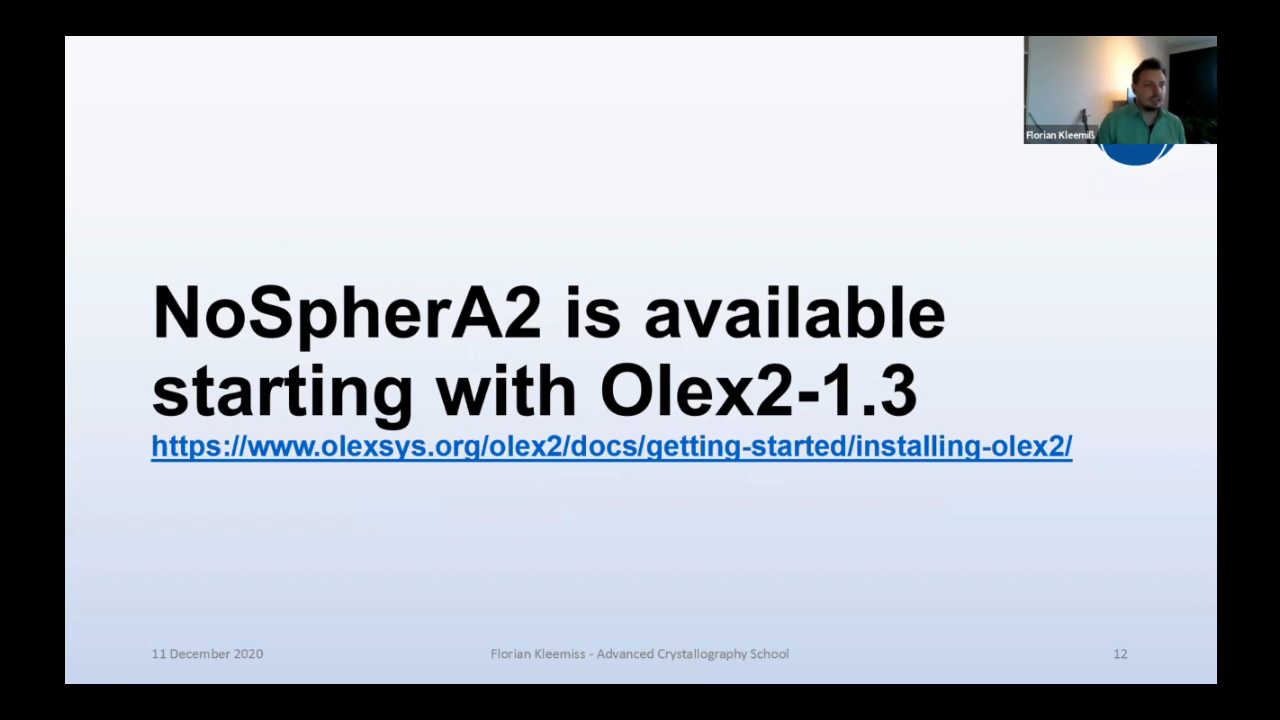 Florian Kleemiß
NoSpherA2 is available
starting with Olex2-1.3
https://www.olexsys.org/olex2/docs/getting-started/installing-olex2/
11 December 2020
Florian Kleemiss - Advanced Crystallography School
12